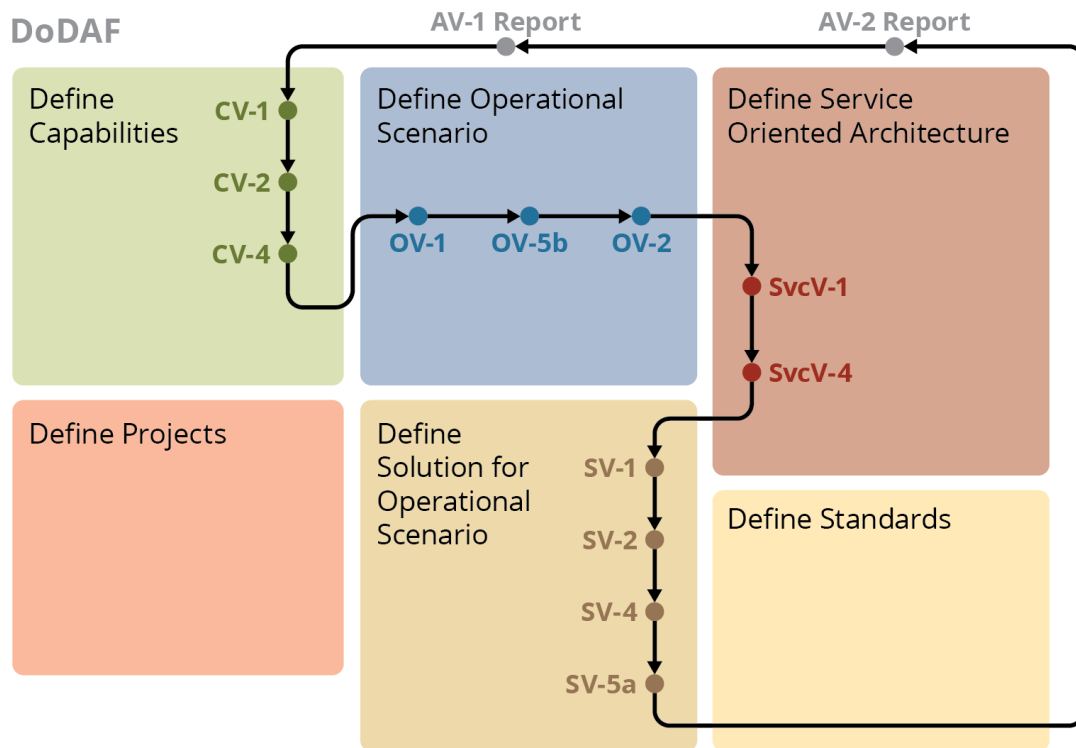 DoDAF
AV-1 Report
AV-2 Report
Define
Capabilities
CV-1
CV-2
CV-4
Define Operational
Scenario
OV-1
OV-5b
OV-2
Define Service
Oriented Architecture
SvcV-1
SvcV-4
Define Projects
Define
Solution for
Operational
Scenario
SV-1
SV-2
SV-4
SV-5a
Define Standards